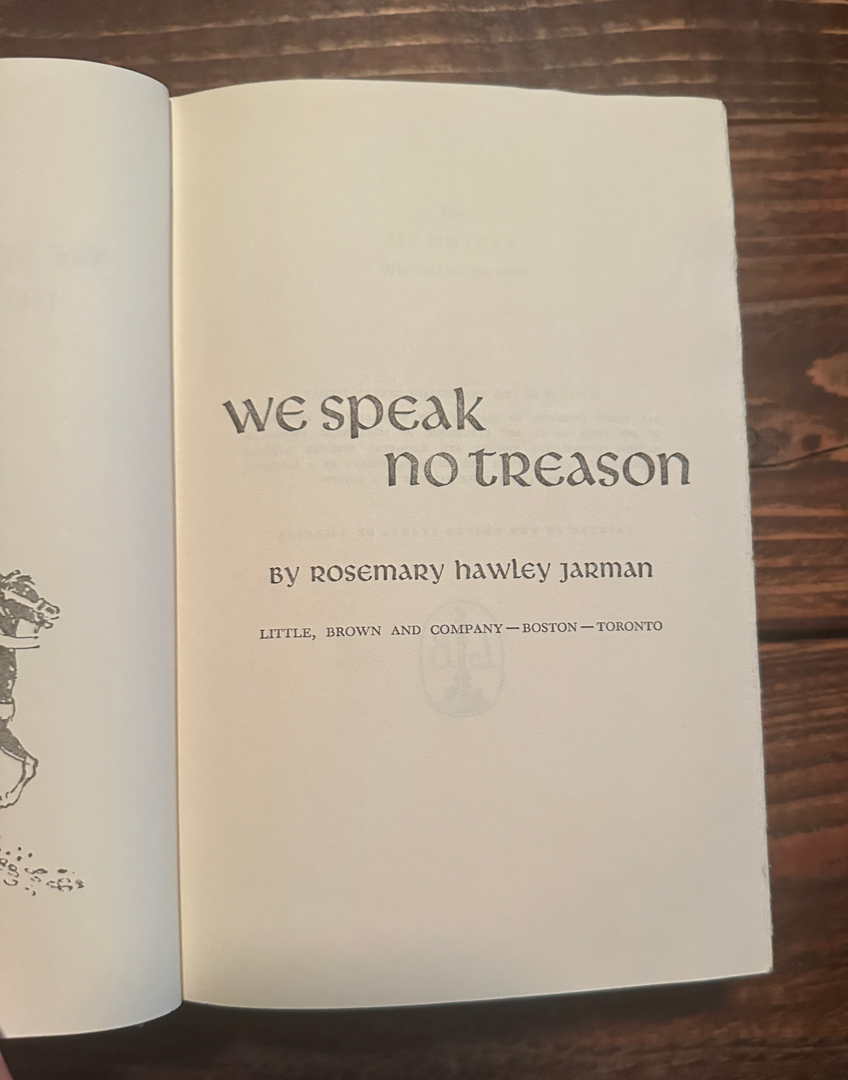 we speak
no treason
by rosemary hawley jarman
LITTLE, BROWN AND COMPANY—BOSTON—TORONTO